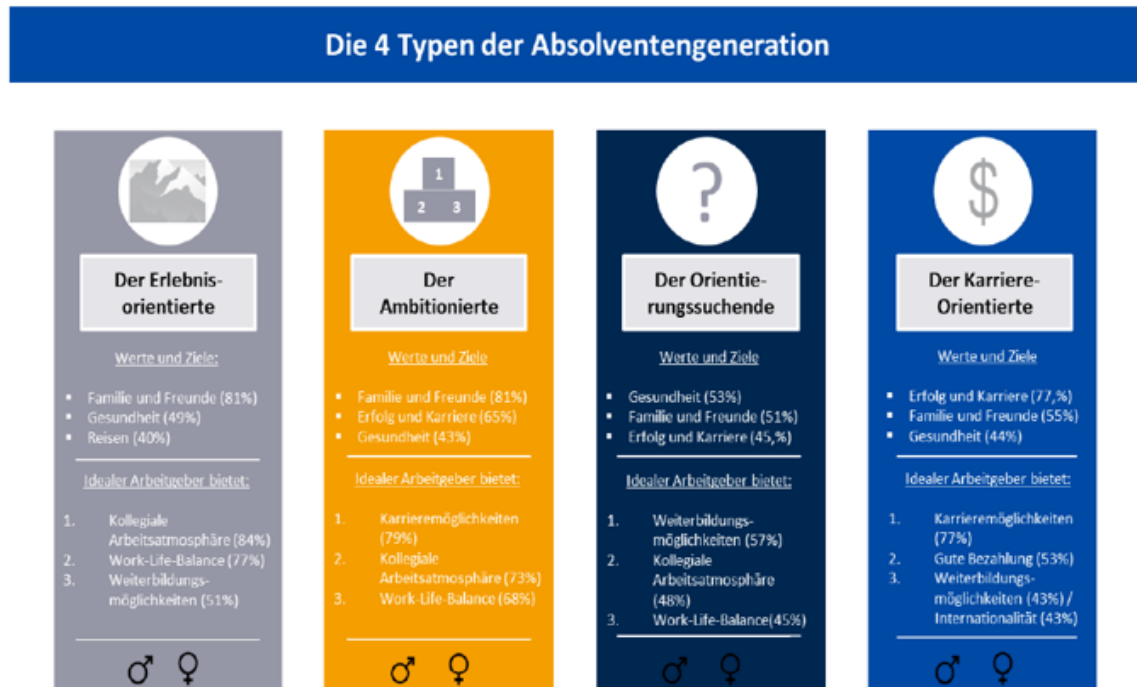 Die 4 Typen der Absolventengeneration
Der Erlebnis-
orientierte
Werte und Ziele:
▪ Familie und Freunde (81%)
▪ Gesundheit (49%)
▪ Reisen (40%)
Idealer Arbeitgeber bietet:
1. Kollegiale
Arbeitsatmosphäre (84%)
2. Work-Life-Balance (77%)
3. Weiterbildungs-
möglichkeiten (51%)
♂ ♀
1
2 3
Der
Ambitionierte
Werte und Ziele
▪ Familie und Freunde (81%)
▪ Erfolg und Karriere (65%)
▪ Gesundheit (43%)
Idealer Arbeitgeber bietet:
1. Karrieremöglichkeiten
(79%)
2. Kollegiale
Arbeitsatmosphäre (73%)
3. Work-Life-Balance (68%)
♂ ♀
?
Der Orientie-
rungssuchende
Werte und Ziele
▪ Gesundheit (53%)
▪ Familie und Freunde (51%)
▪ Erfolg und Karriere (45,%)
Idealer Arbeitgeber bietet:
1. Weiterbildungs-
möglichkeiten (57%)
2. Kollegiale
Arbeitsatmosphäre
(48%)
3. Work-Life-Balance(45%)
♂ ♀
$
Der Karriere-
Orientierte
Werte und Ziele
▪ Erfolg und Karriere (77,%)
▪ Familie und Freunde (55%)
▪ Gesundheit (44%)
Idealer Arbeitgeber bietet:
1. Karrieremöglichkeiten
(77%)
2. Gute Bezahlung (53%)
3. Weiterbildungs-
möglichkeiten (43%) /
Internationalität (43%)
♂ ♀